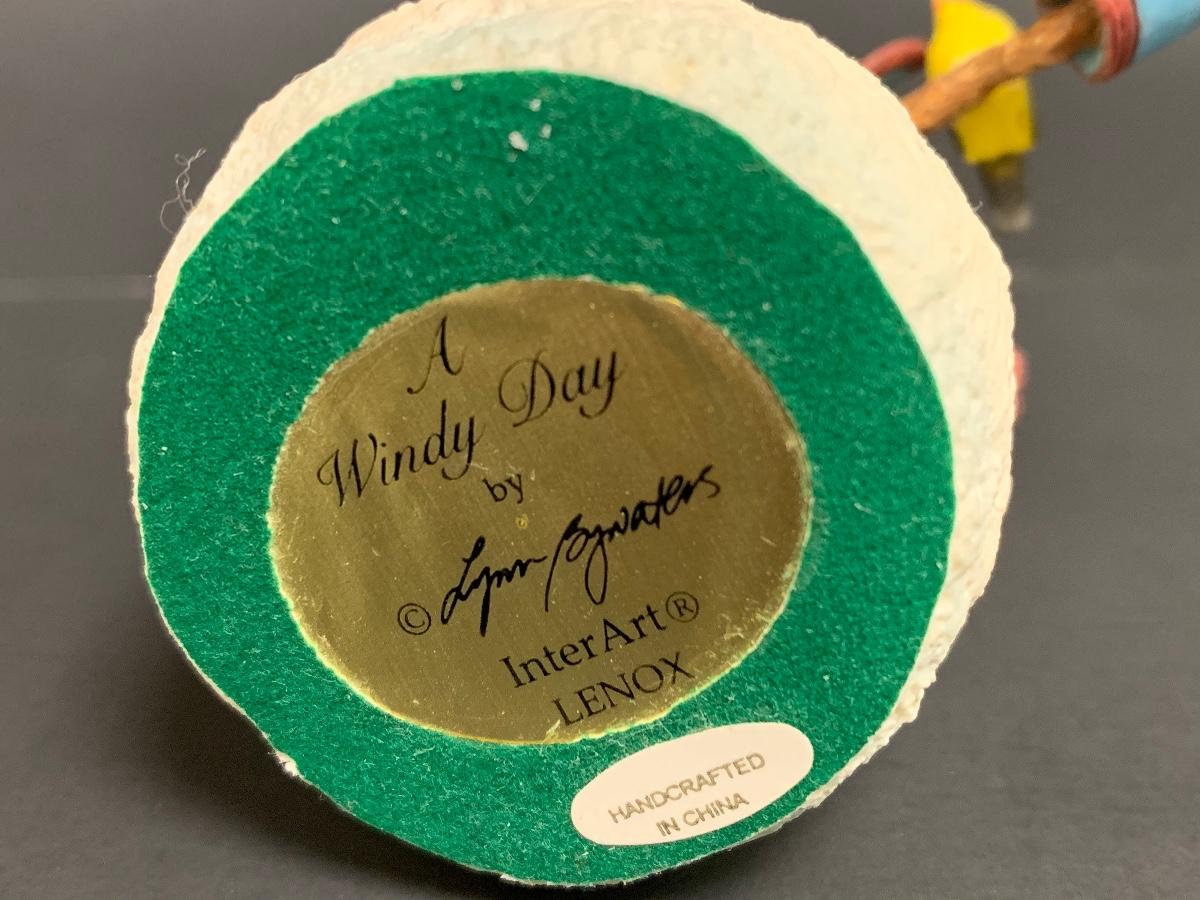 A
Windy Day
by
© Lynn Bywaters
InterArt®
LENOX
HANDCRAFTED
IN CHINA